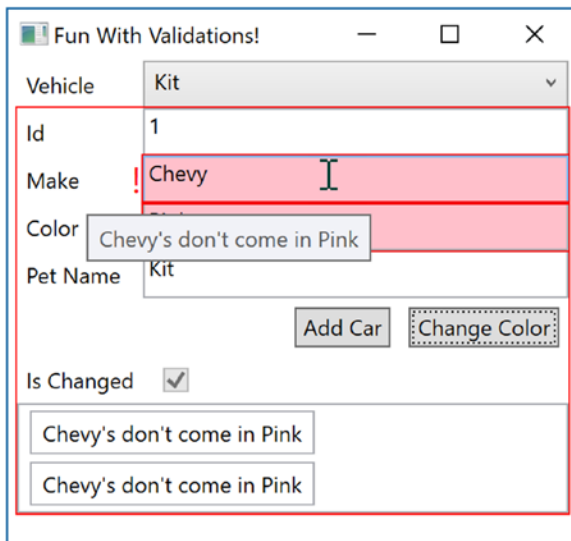 Fun With Validations!
Vehicle Kit
Id 1
Make ! Chevy
Color
Chevy's don't come in Pink
Pet Name Kit
Add Car Change Color
Is Changed
Chevy's don't come in Pink
Chevy's don't come in Pink